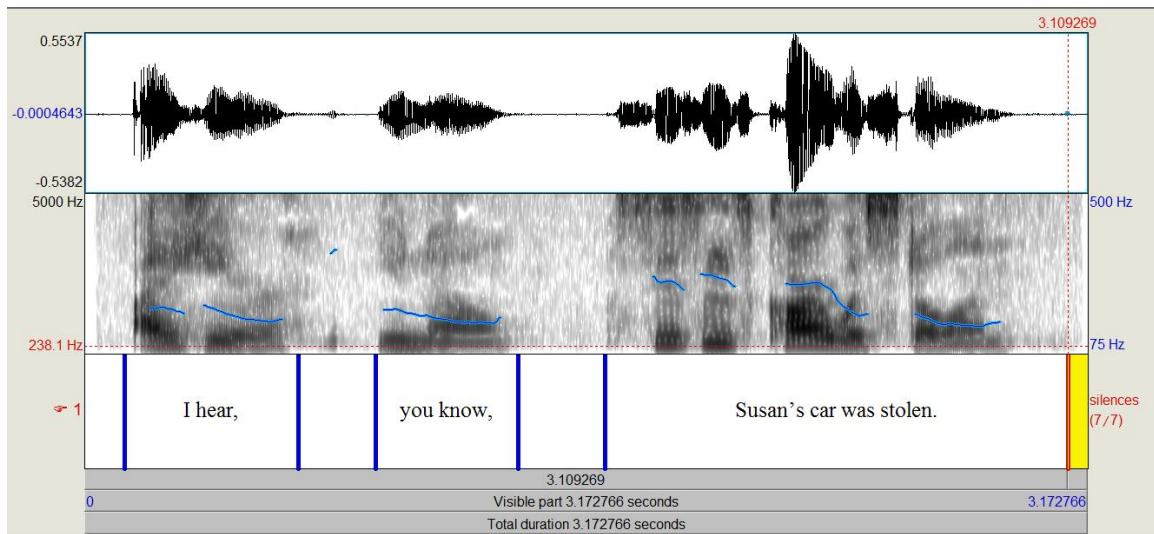 3.109269
0.5537
-0.0004643
-0.5382
5000 Hz
500 Hz
238.1 Hz
75 Hz
☞ 1
I hear,
you know,
Susan's car was stolen.
silences
(7/7)
3.109269
0
Visible part 3.172766 seconds
3.172766
Total duration 3.172766 seconds